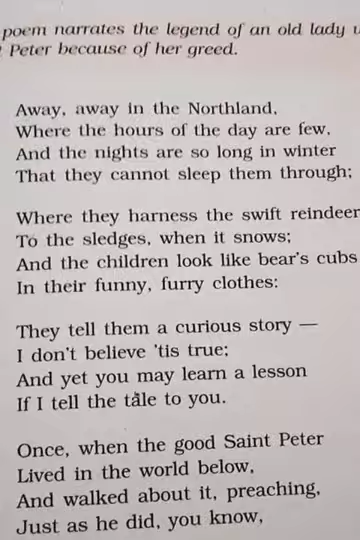 poem narrates the legend of an old lady
Peter because of her greed.
Away, away in the Northland,
Where the hours of the day are few,
And the nights are so long in winter
That they cannot sleep them through;
Where they harness the swift reindeer
To the sledges, when it snows;
And the children look like bear's cubs
In their funny, furry clothes:
They tell them a curious story —
I don't believe 'tis true;
And yet you may learn a lesson
If I tell the tale to you.
Once, when the good Saint Peter
Lived in the world below,
And walked about it, preaching,
Just as he did, you know,